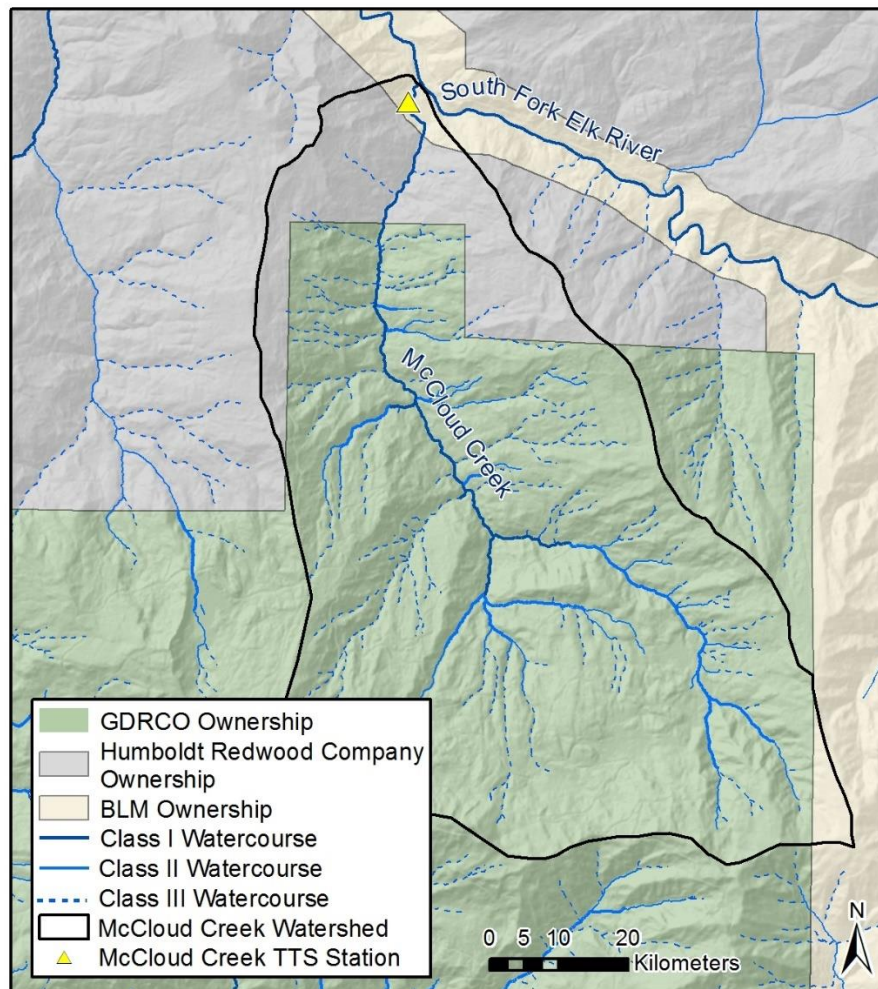 South Fork Elk River
McCloud Creek
GDRCO Ownership
Humboldt Redwood Company
Ownership
BLM Ownership
Class I Watercourse
Class II Watercourse
Class III Watercourse
McCloud Creek Watershed
McCloud Creek TTS Station
N
0 5 10 20
Kilometers